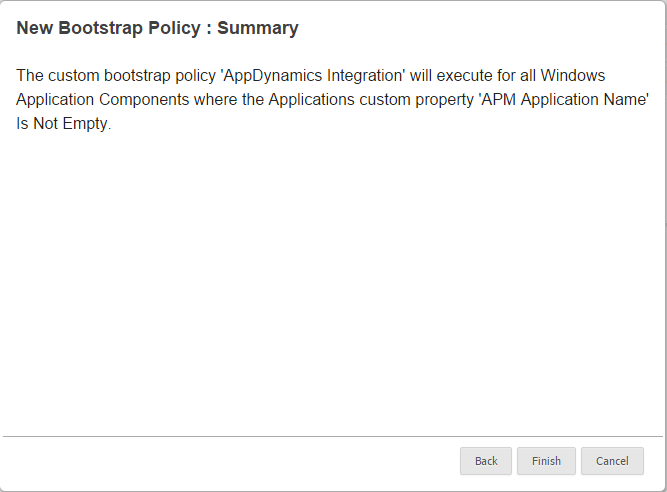 New Bootstrap Policy : Summary
The custom bootstrap policy 'AppDynamics Integration' will execute for all Windows
Application Components where the Applications custom property 'APM Application Name'
Is Not Empty.
Back Finish Cancel